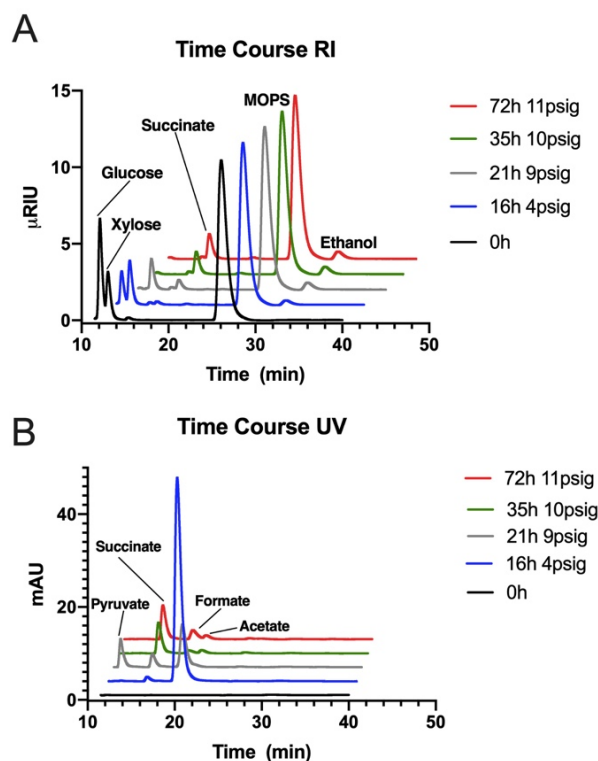 A
Time Course RI
15
10
5
0
μRIU
Glucose
Xylose
Succinate
MOPS
Ethanol
10
20
30
40
50
Time (min)
72h 11psig
35h 10psig
21h 9psig
16h 4psig
0h
B
Time Course UV
40
20
0
mAU
Succinate
Pyruvate
Formate
Acetate
10
20
30
40
50
Time (min)
72h 11psig
35h 10psig
21h 9psig
16h 4psig
0h